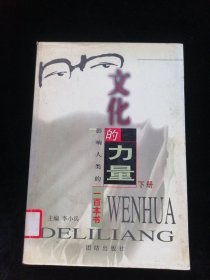 文化
的
力量
下册
影响人类的一百本书
主编 李小兵
WENHUA
DELILIANG
团结出版社